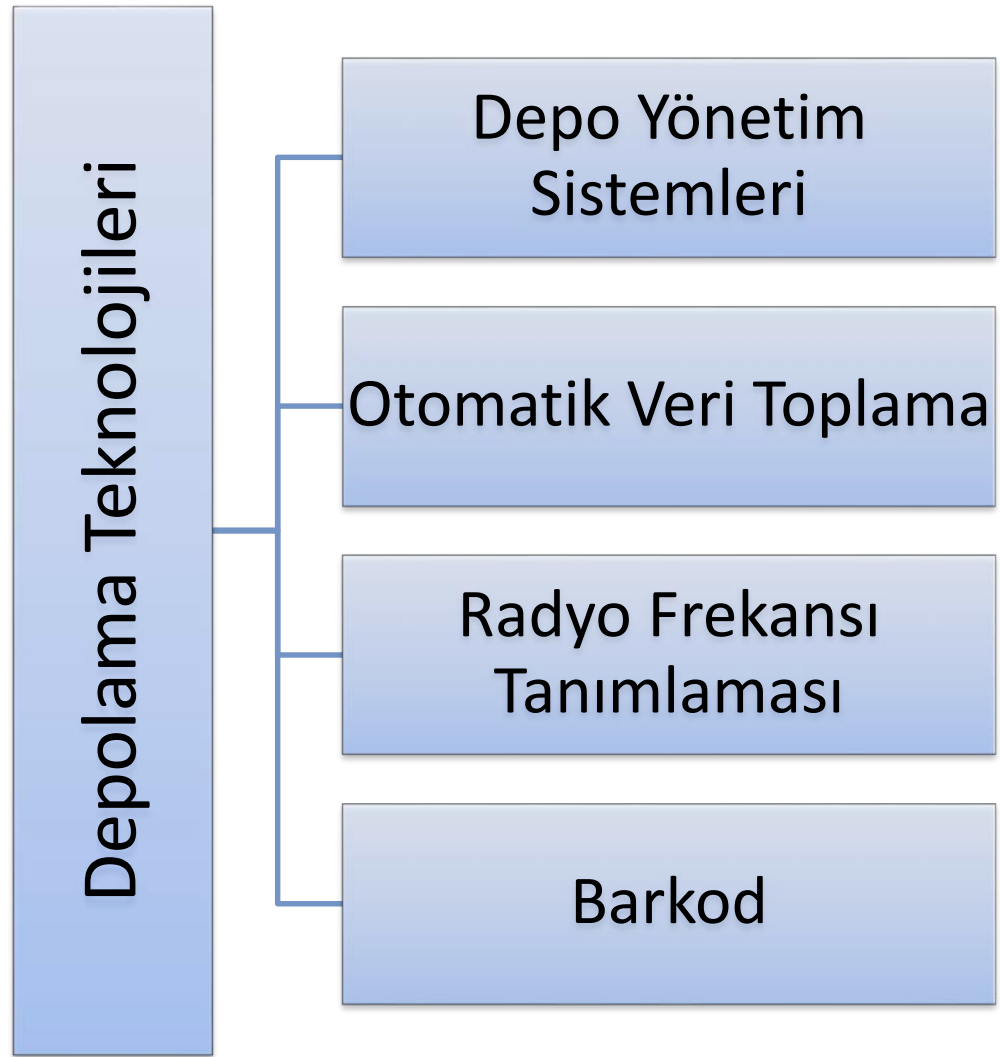 Depolama Teknolojileri
Depo Yönetim
Sistemleri
Otomatik Veri Toplama
Radyo Frekansı
Tanımlaması
Barkod